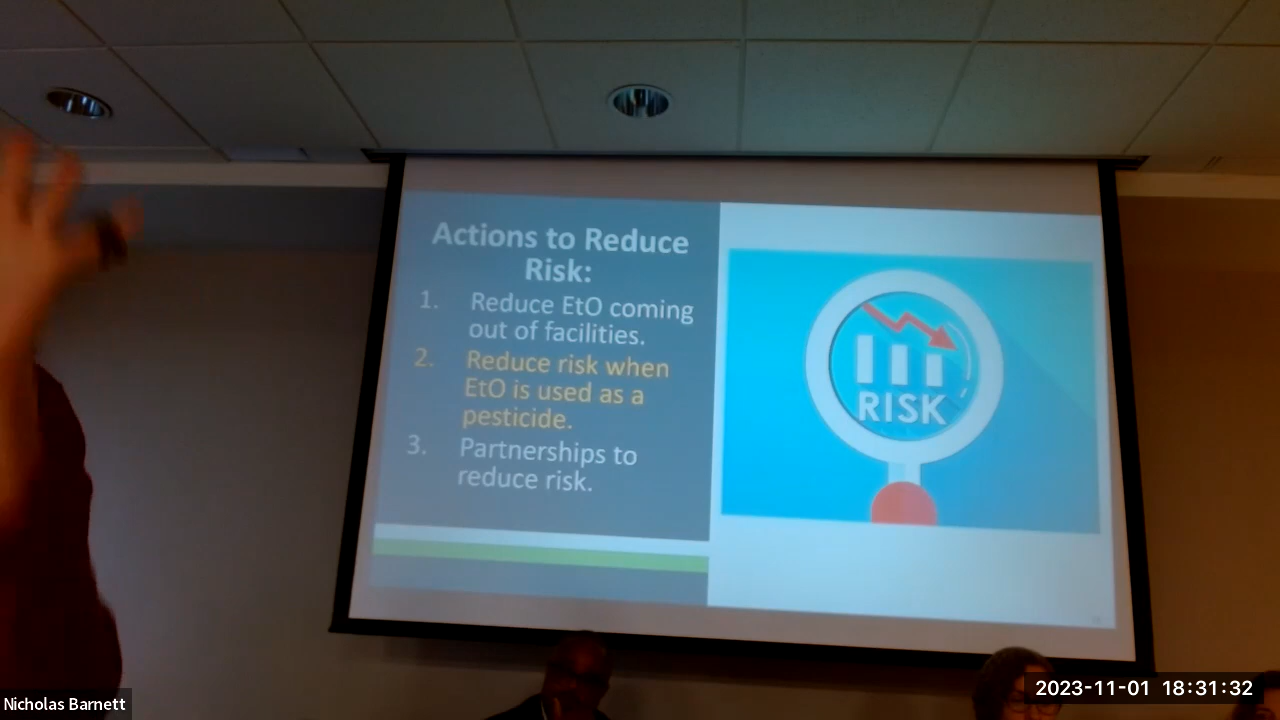 Actions to Reduce
Risk:
1. Reduce EtO coming
out of facilities.
2. Reduce risk when
EtO is used as a
pesticide.
3. Partnerships to
reduce risk.
RISK
Nicholas Barnett
2023-11-01 18:31:32